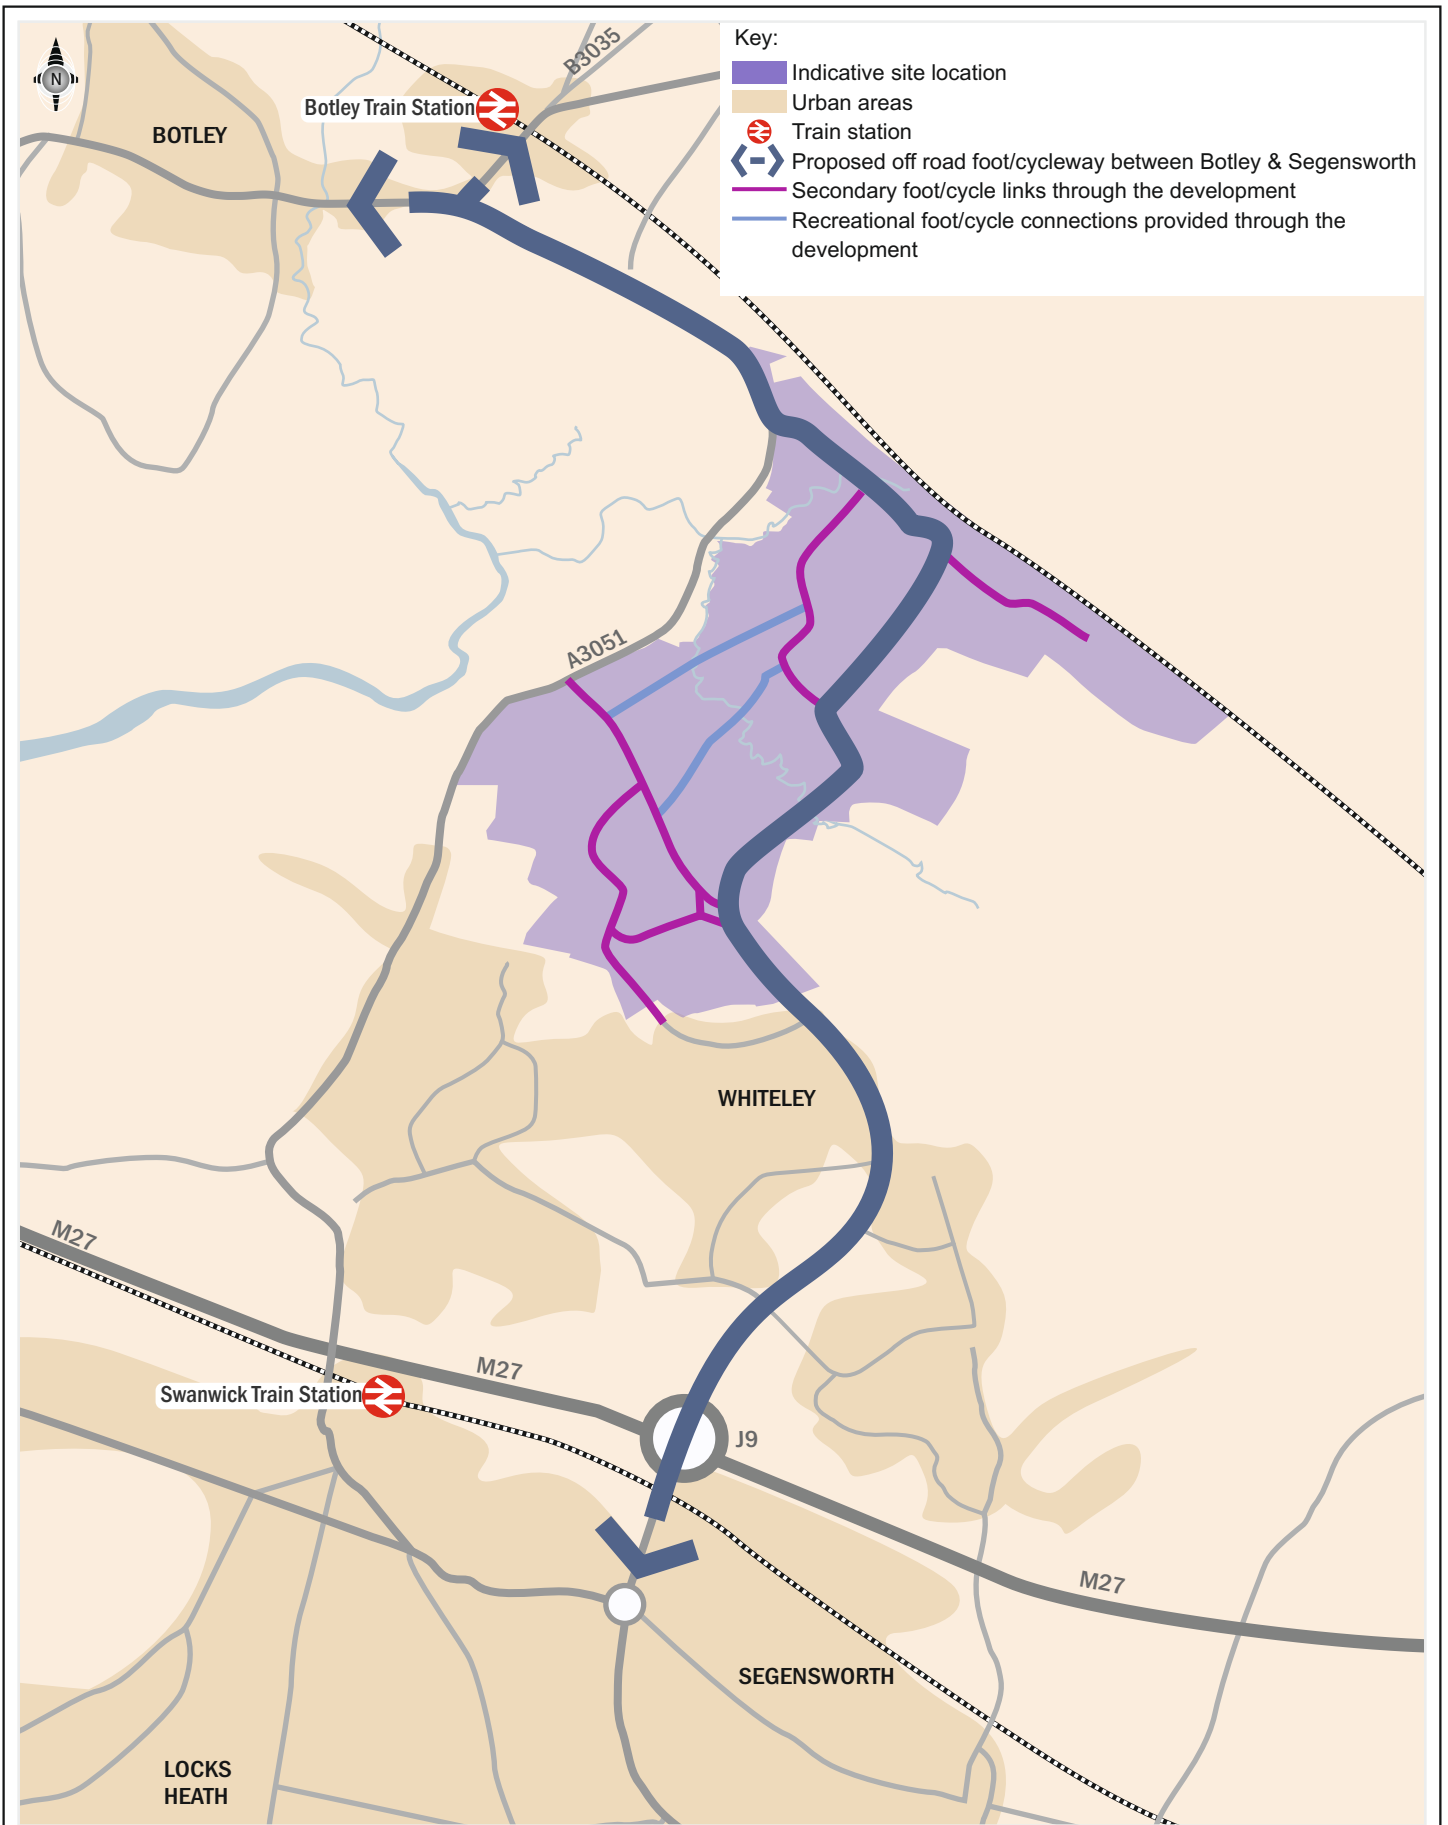 Key:
Indicative site location
Urban areas
Train station
Proposed off road foot/cycleway between Botley & Segensworth
Secondary foot/cycle links through the development
Recreational foot/cycle connections provided through the
development
N
B3035
Botley Train Station
BOTLEY
A3051
WHITELEY
M27
M27
Swanwick Train Station
J9
M27
SEGENSWORTH
LOCKS
HEATH